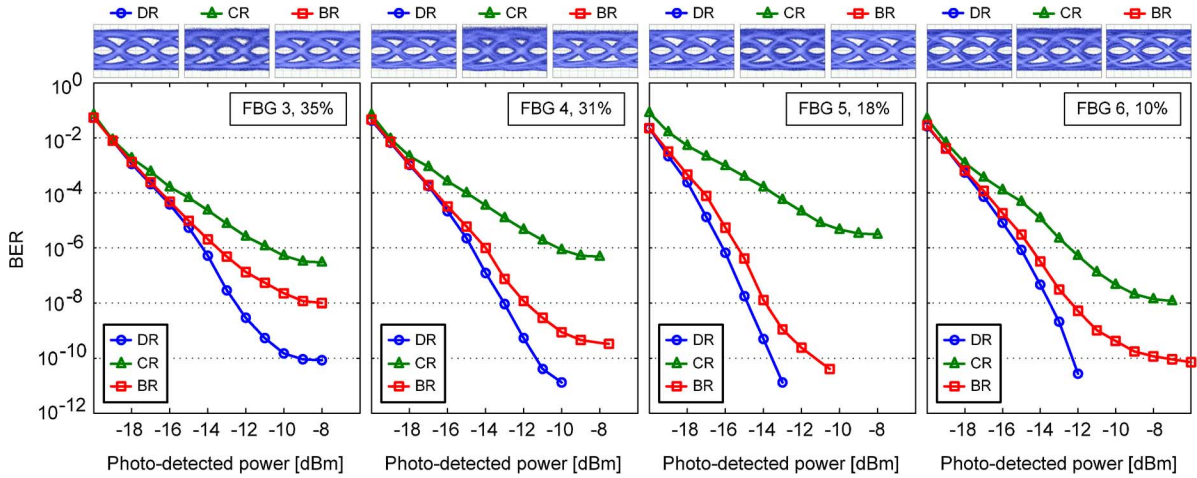 DR CR BR DR CR BR DR CR BR DR CR BR
10^0
10^-2
10^-4
10^-6
10^-8
10^-10
10^-12
BER
FBG 3, 35%
DR
CR
BR
-18 -16 -14 -12 -10 -8
Photo-detected power [dBm]
FBG 4, 31%
DR
CR
BR
-18 -16 -14 -12 -10 -8
Photo-detected power [dBm]
FBG 5, 18%
DR
CR
BR
-18 -16 -14 -12 -10 -8
Photo-detected power [dBm]
FBG 6, 10%
DR
CR
BR
-18 -16 -14 -12 -10 -8
Photo-detected power [dBm]